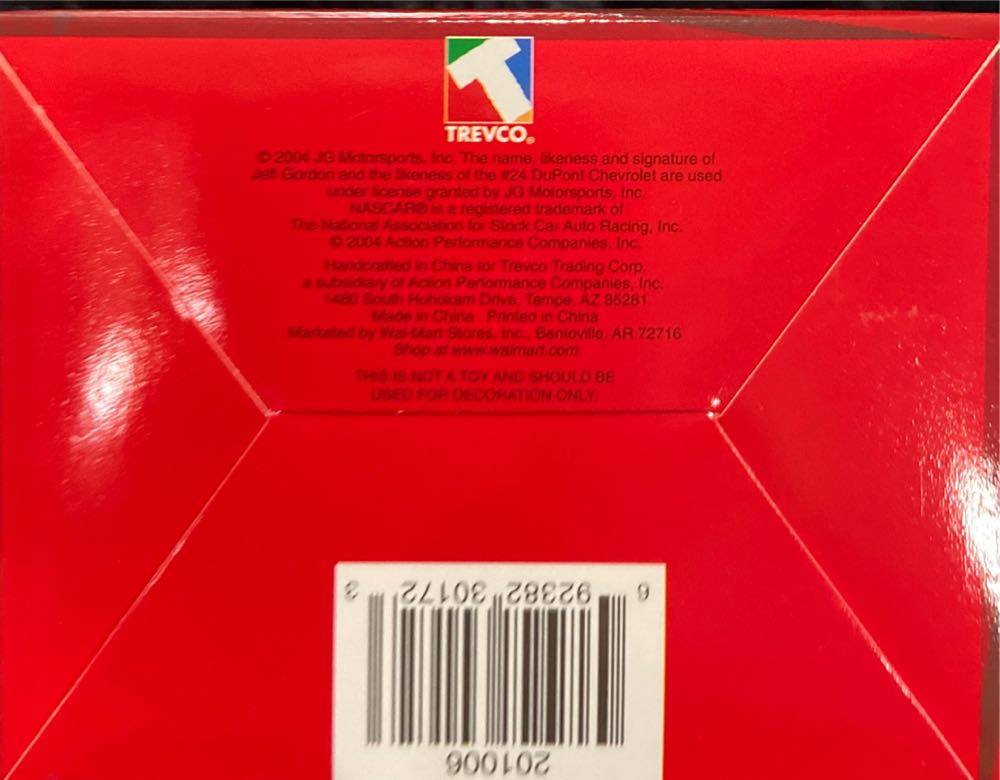 TREVCO®
© 2004 JG Motorsports, Inc. The name, likeness and signature of
Jeff Gordon and the likeness of the #24 DuPont Chevrolet are used
under license granted by JG Motorsports, Inc.
NASCAR® is a registered trademark of
The National Association for Stock Car Auto Racing, Inc.
© 2004 Action Performance Companies, Inc.
Handcrafted in China for Trevco Trading Corp.
a subsidiary of Action Performance Companies, Inc.
1480 South Hohokam Drive, Tempe, AZ 85281
Made in China Printed in China
Marketed by Wal-Mart Stores, Inc., Bentoville, AR 72716
Shop at www.walmart.com
THIS IS NOT A TOY AND SHOULD BE
USED FOR DECORATION ONLY.
201006
6 92382 30172 3